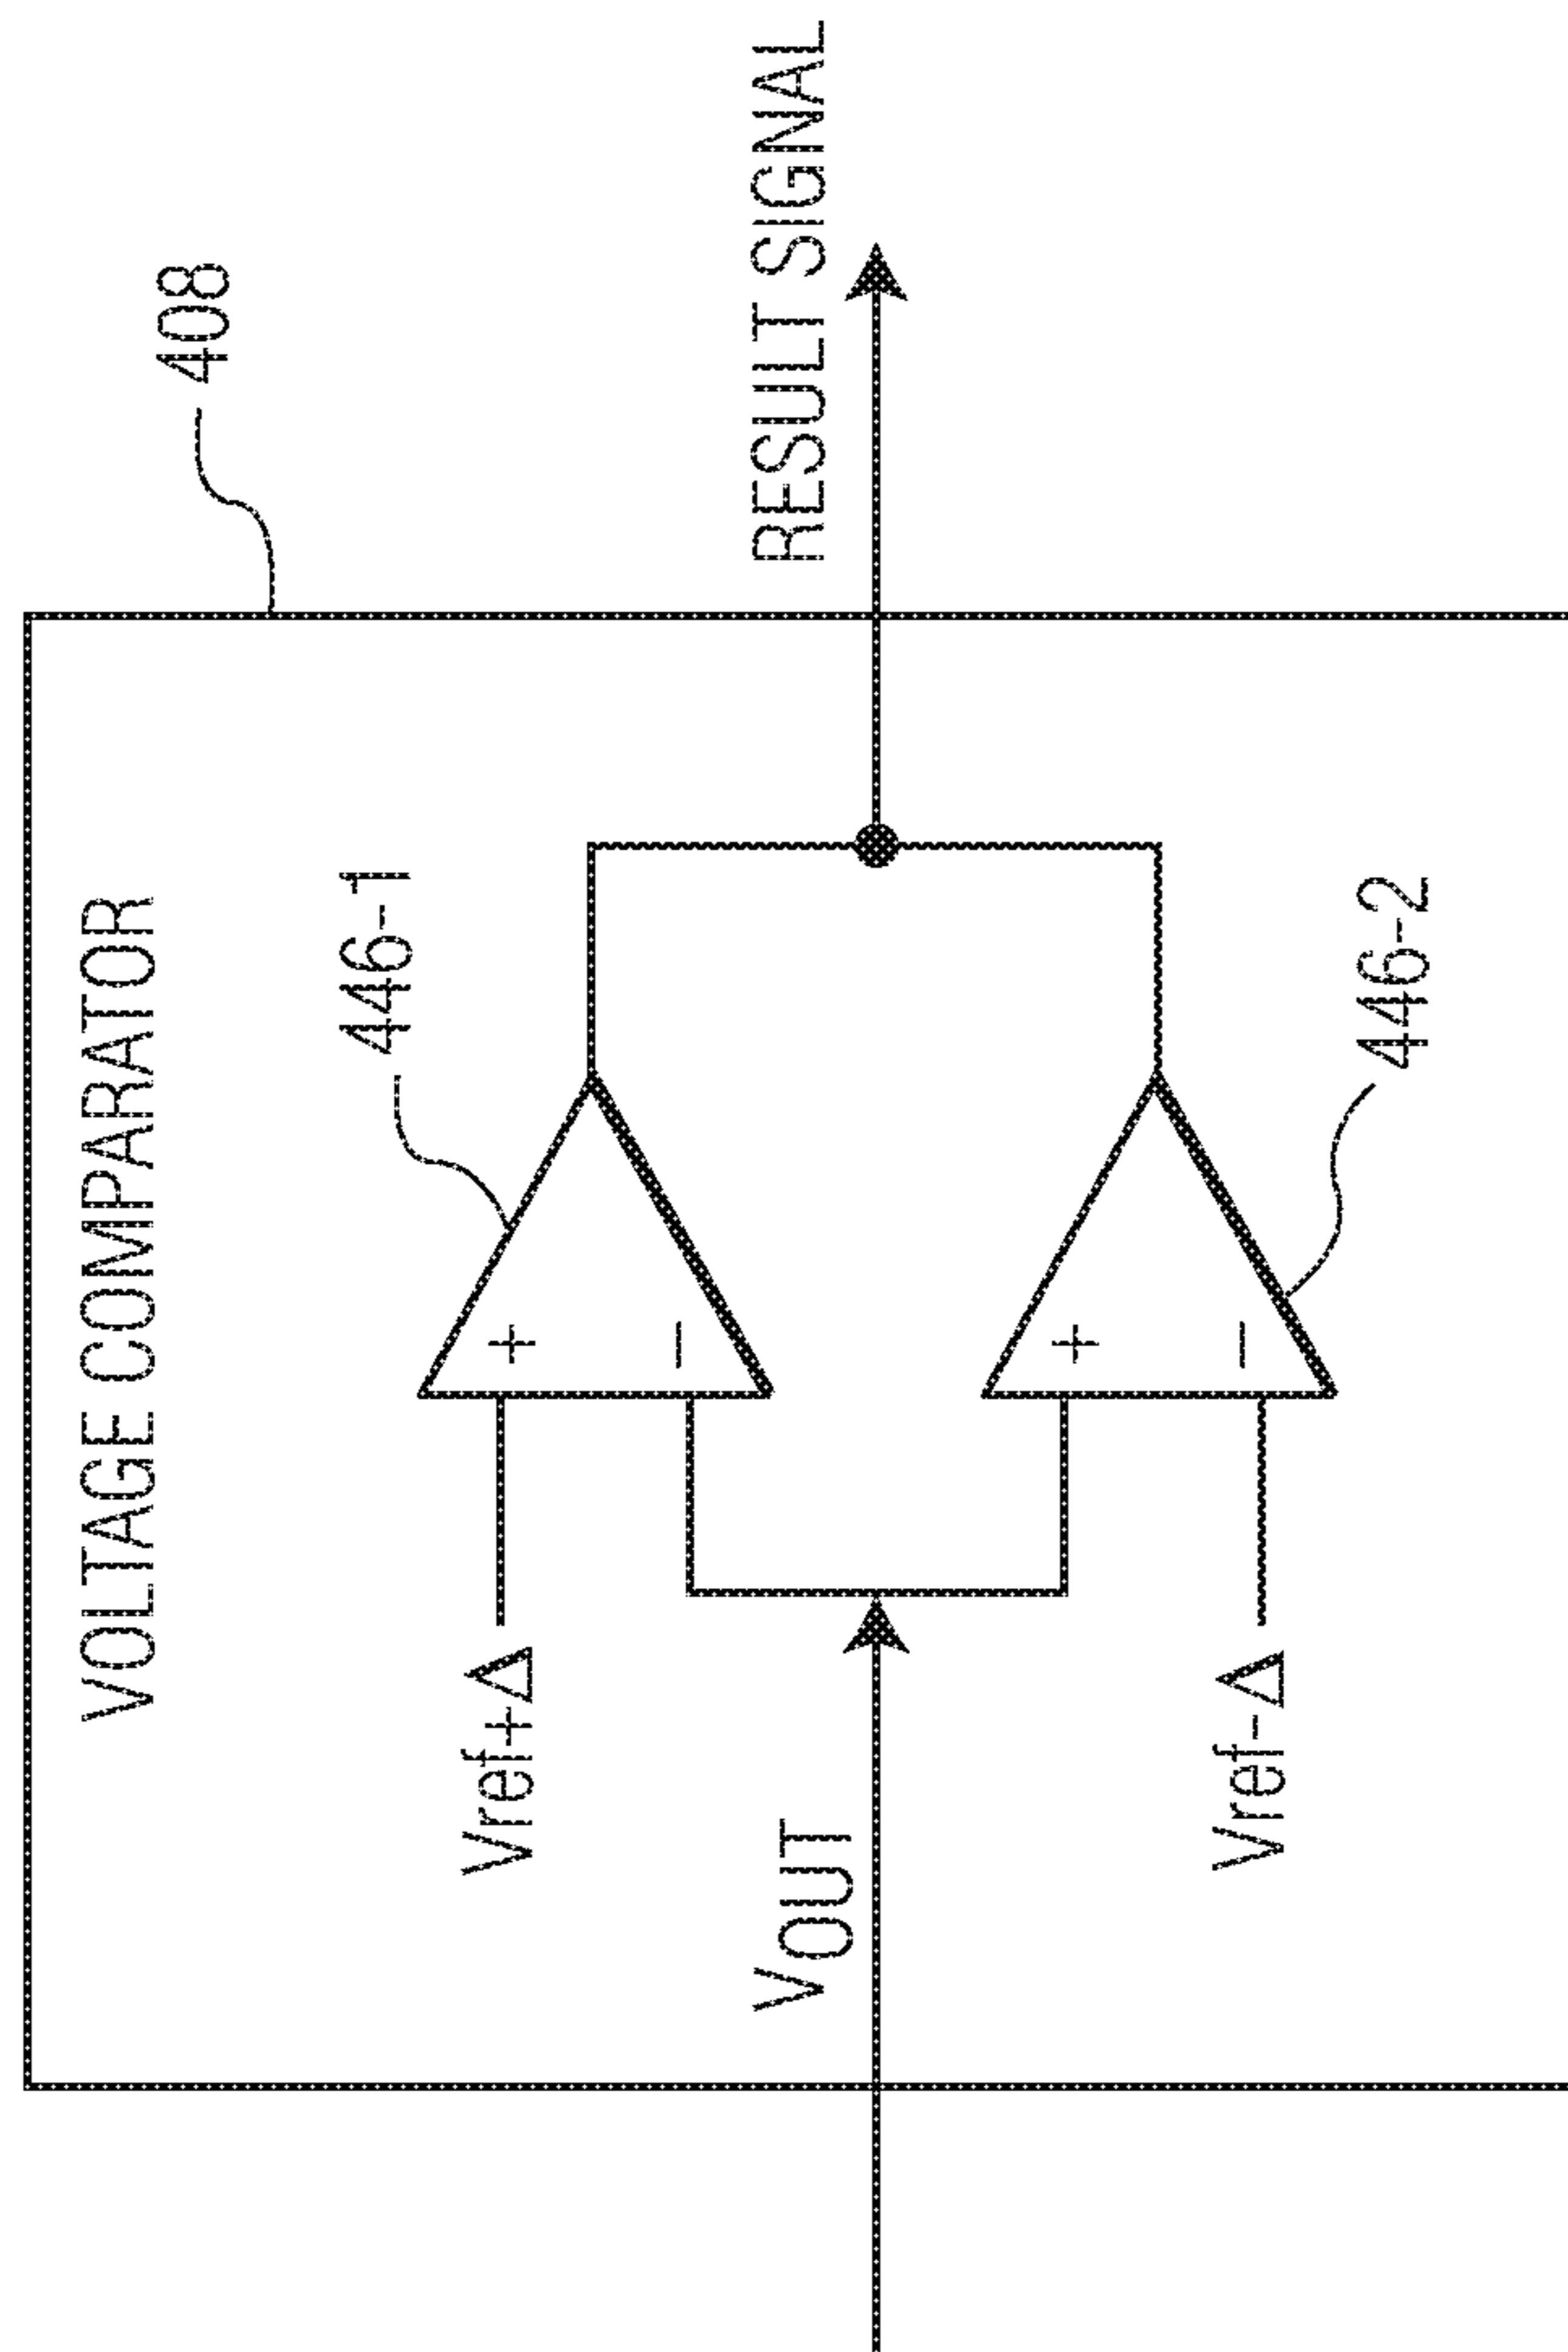 VOLTAGE COMPARATOR
408
446-1
+
−
Vref+Δ
VOUT
RESULT SIGNAL
+
−
Vref-Δ
446-2